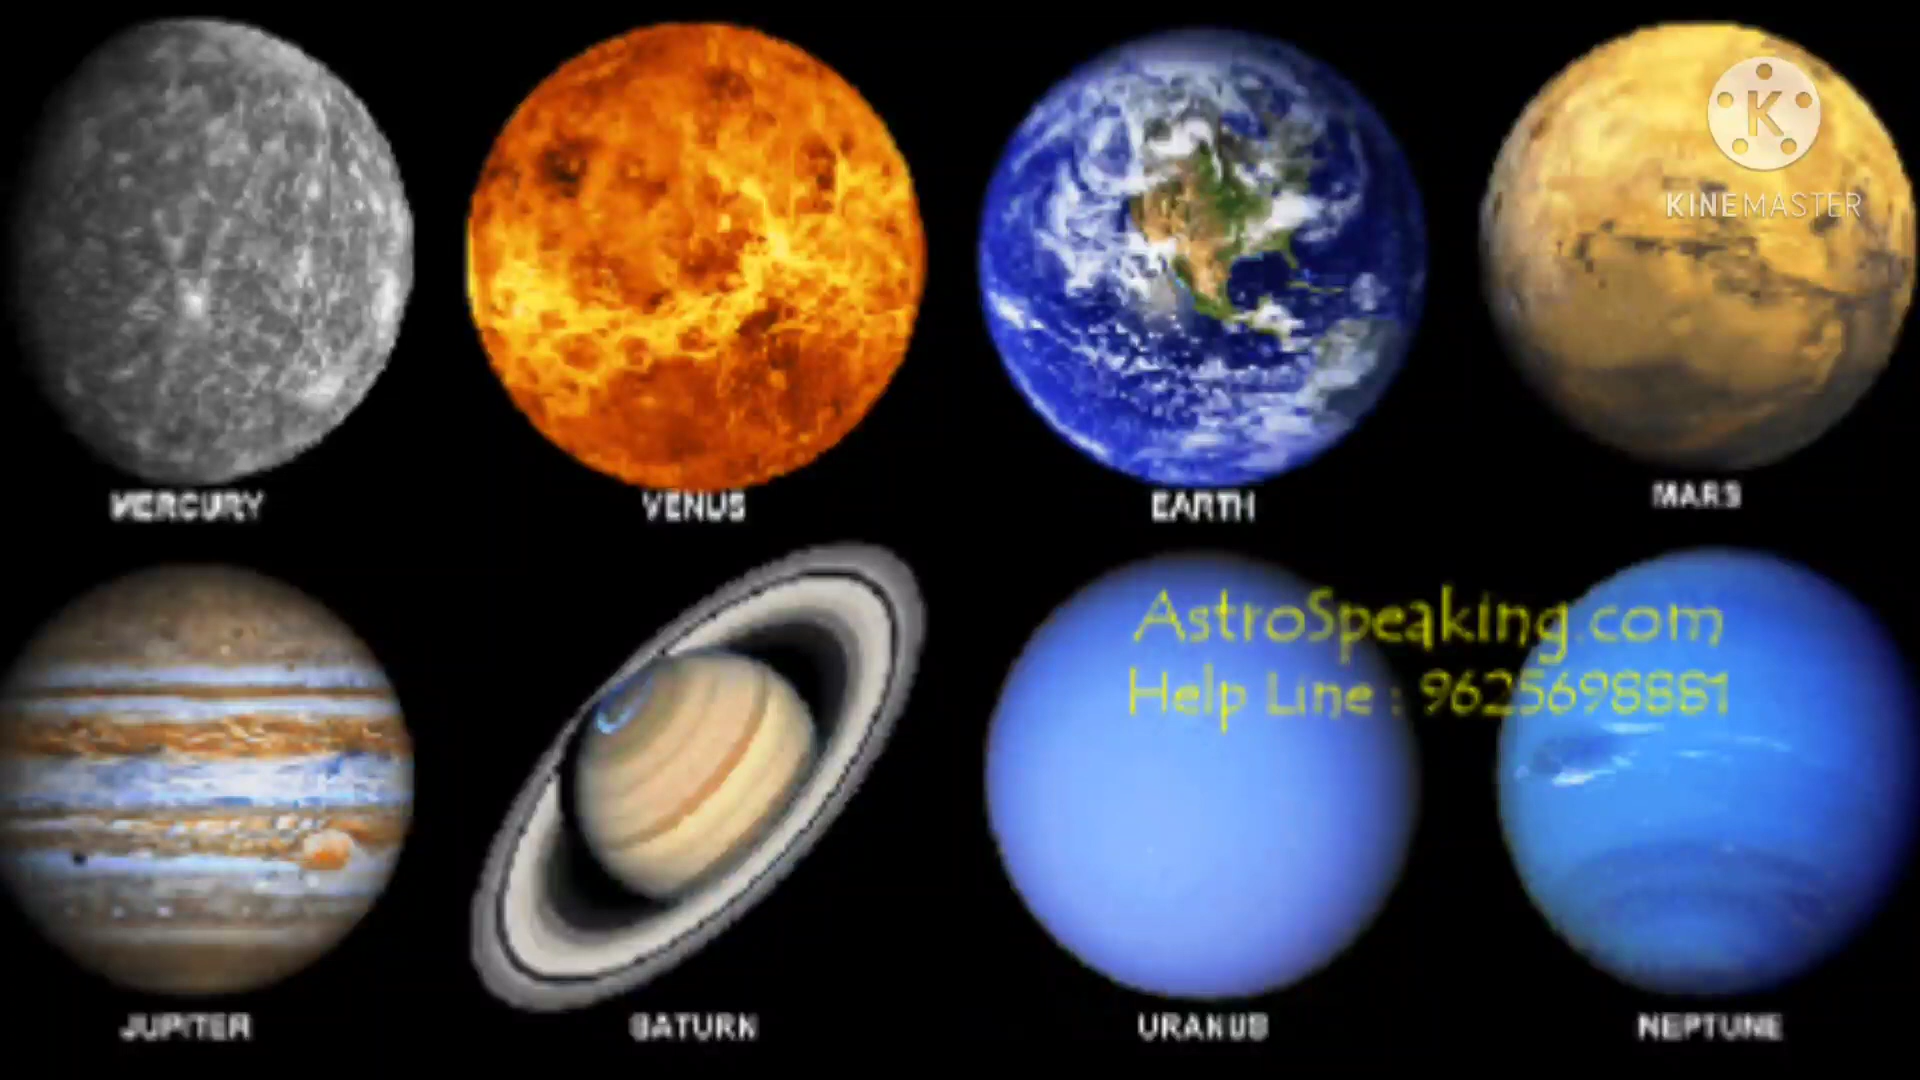 KINEMASTER
MERCURY
VENUS
EARTH
MARS
AstroSpeaking.com
Help Line : 9625698881
JUPITER
SATURN
URANUS
NEPTUNE